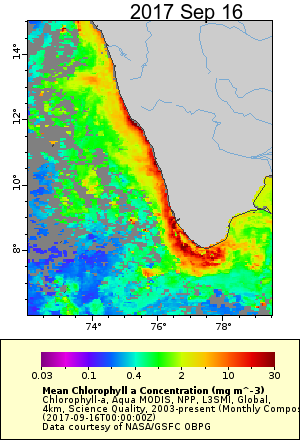 2017 Sep 16
14°
12°
10°
8°
74° 76° 78°
0.03 0.1 0.4 2 10 30
Mean Chlorophyll a Concentration (mg m^-3)
Chlorophyll-a, Aqua MODIS, NPP, L3SMI, Global,
4km, Science Quality, 2003-present (Monthly Compos
(2017-09-16T00:00:00Z)
Data courtesy of NASA/GSFC OBPG